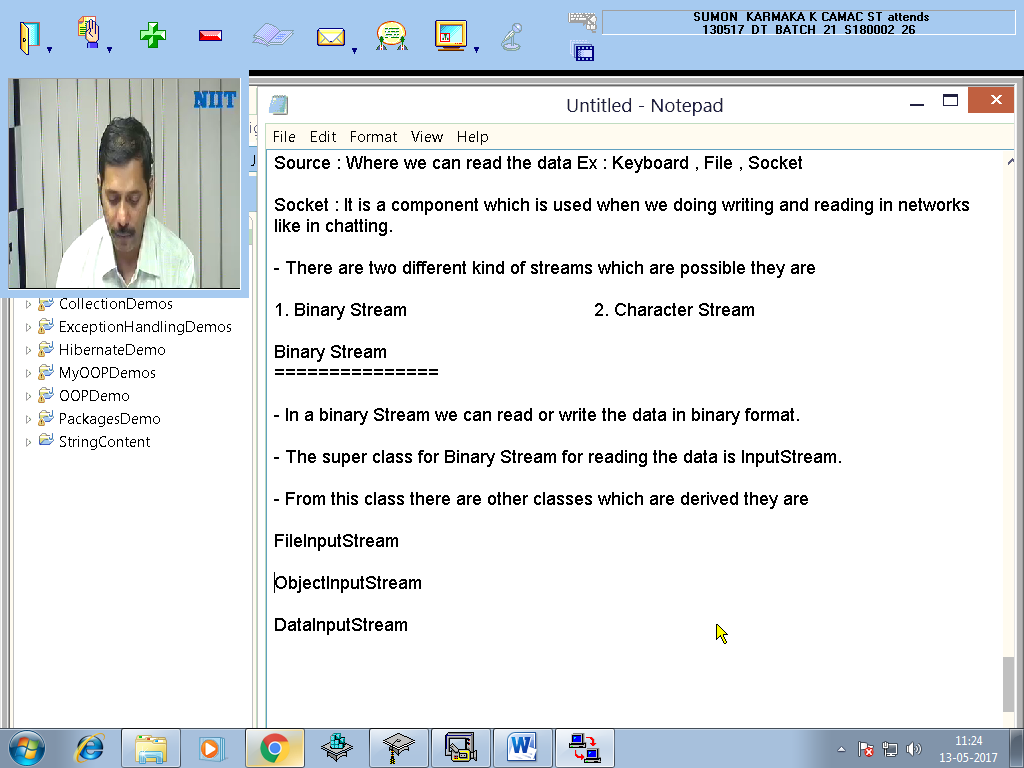 SUMON KARMAKA K CAMAC ST attends
130517_DT_BATCH_21_S180002_26
NIIT
Untitled - Notepad
File Edit Format View Help
Source : Where we can read the data Ex : Keyboard , File , Socket
Socket : It is a component which is used when we doing writing and reading in networks
like in chatting.
- There are two different kind of streams which are possible they are
1. Binary Stream 2. Character Stream
Binary Stream
===============
- In a binary Stream we can read or write the data in binary format.
- The super class for Binary Stream for reading the data is InputStream.
- From this class there are other classes which are derived they are
FileInputStream
ObjectInputStream
DataInputStream
CollectionDemos
ExceptionHandlingDemos
HibernateDemo
MyOOPDemos
OOPDemo
PackagesDemo
StringContent
11:24
13-05-2017